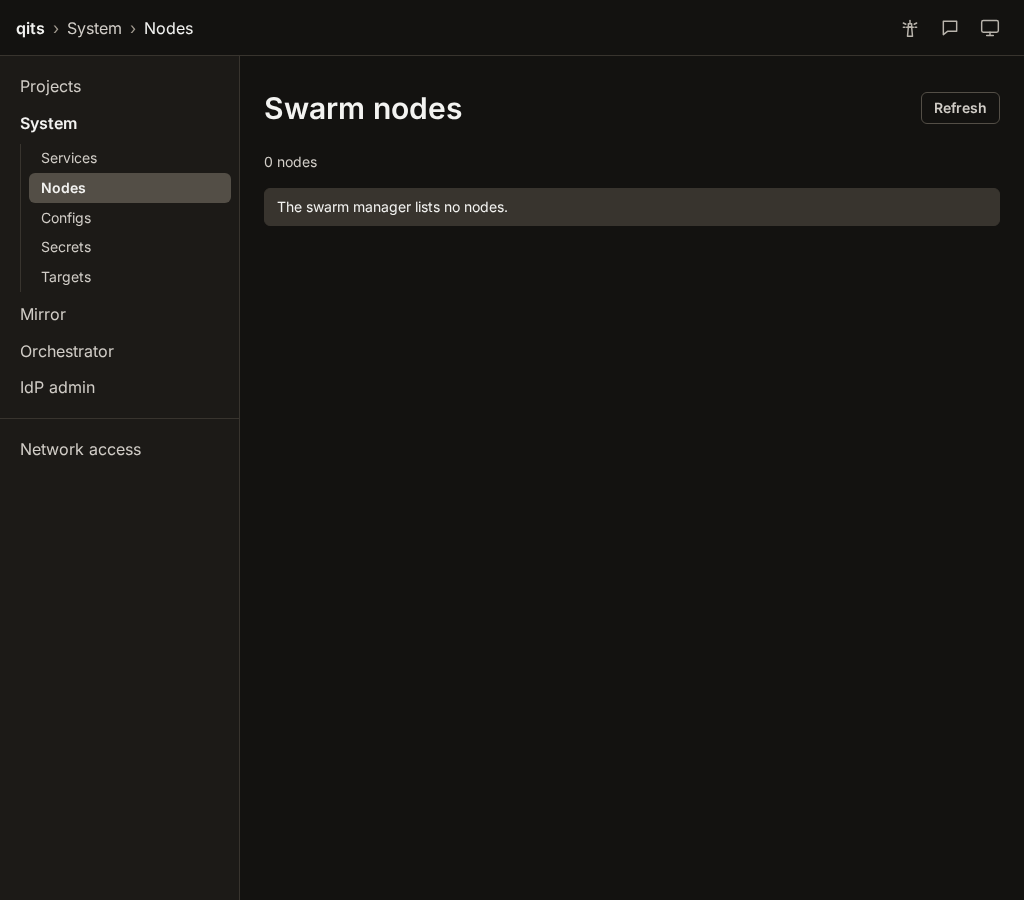 qits › System › Nodes
Projects
System
Services
Nodes
Configs
Secrets
Targets
Mirror
Orchestrator
IdP admin
Network access
Swarm nodes
Refresh
0 nodes
The swarm manager lists no nodes.